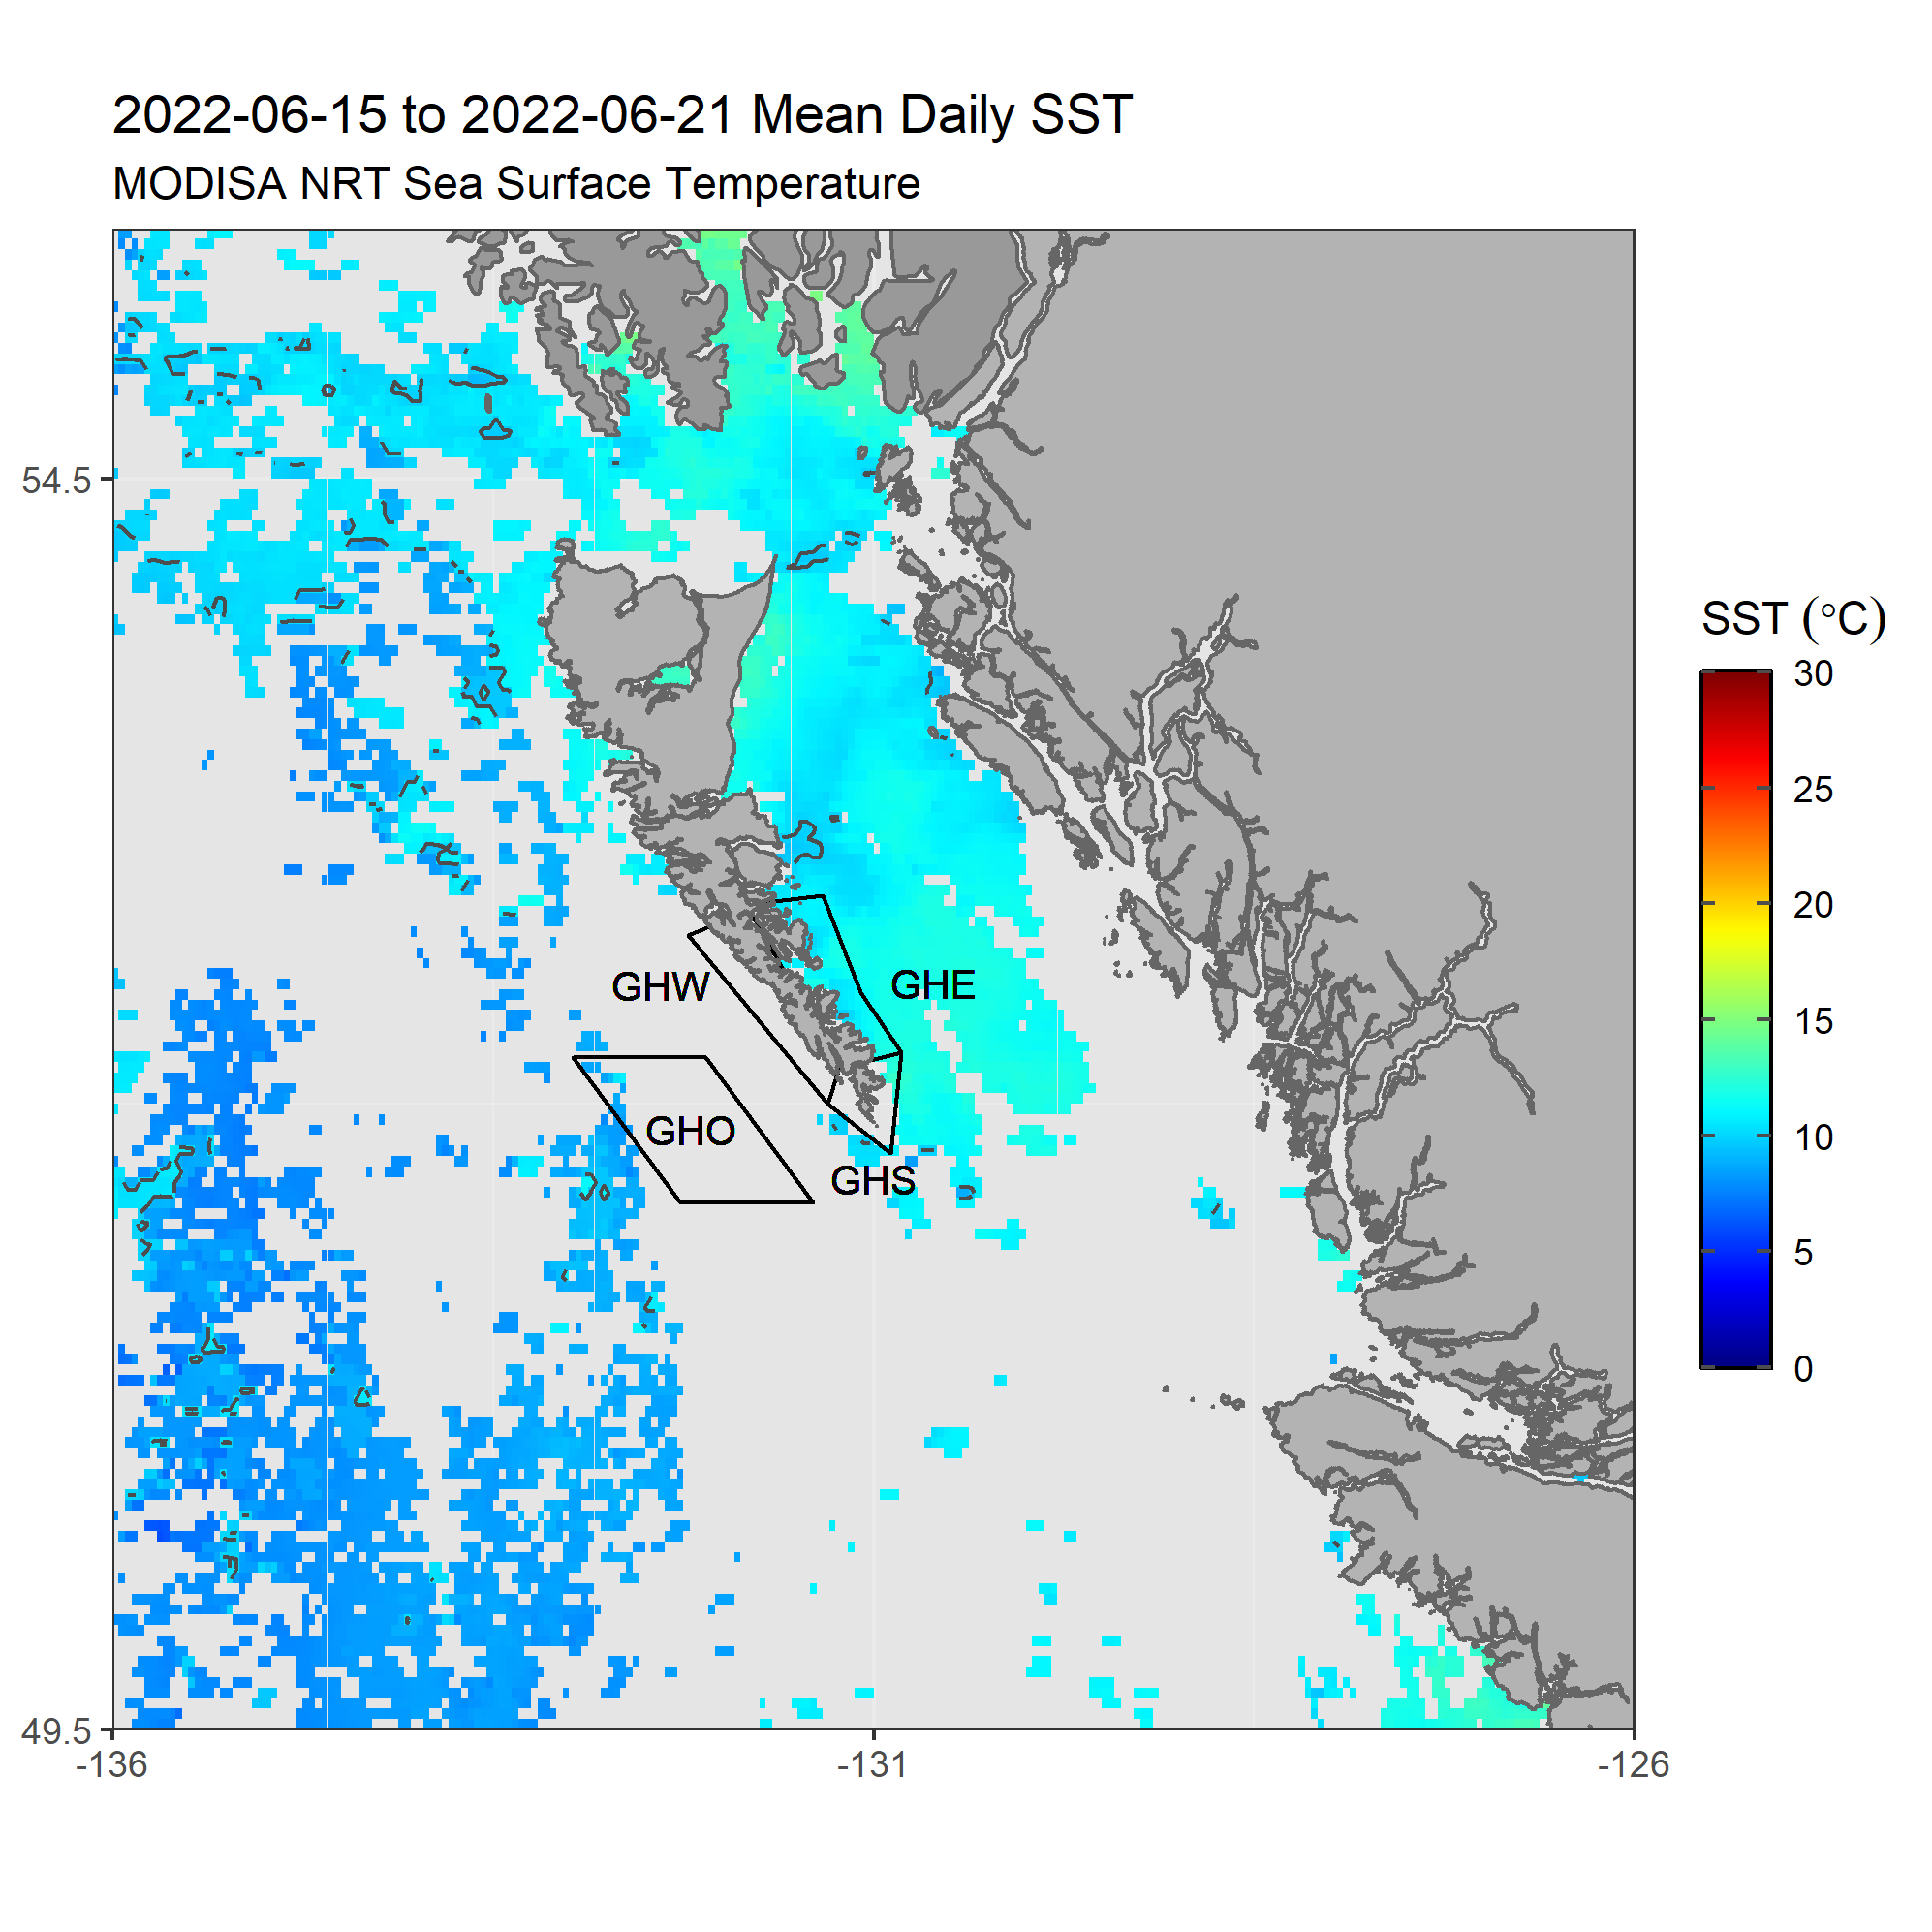 2022-06-15 to 2022-06-21 Mean Daily SST
MODISA NRT Sea Surface Temperature
54.5
49.5
-136
-131
-126
GHW
GHE
GHO
GHS
SST (°C)
30
25
20
15
10
5
0